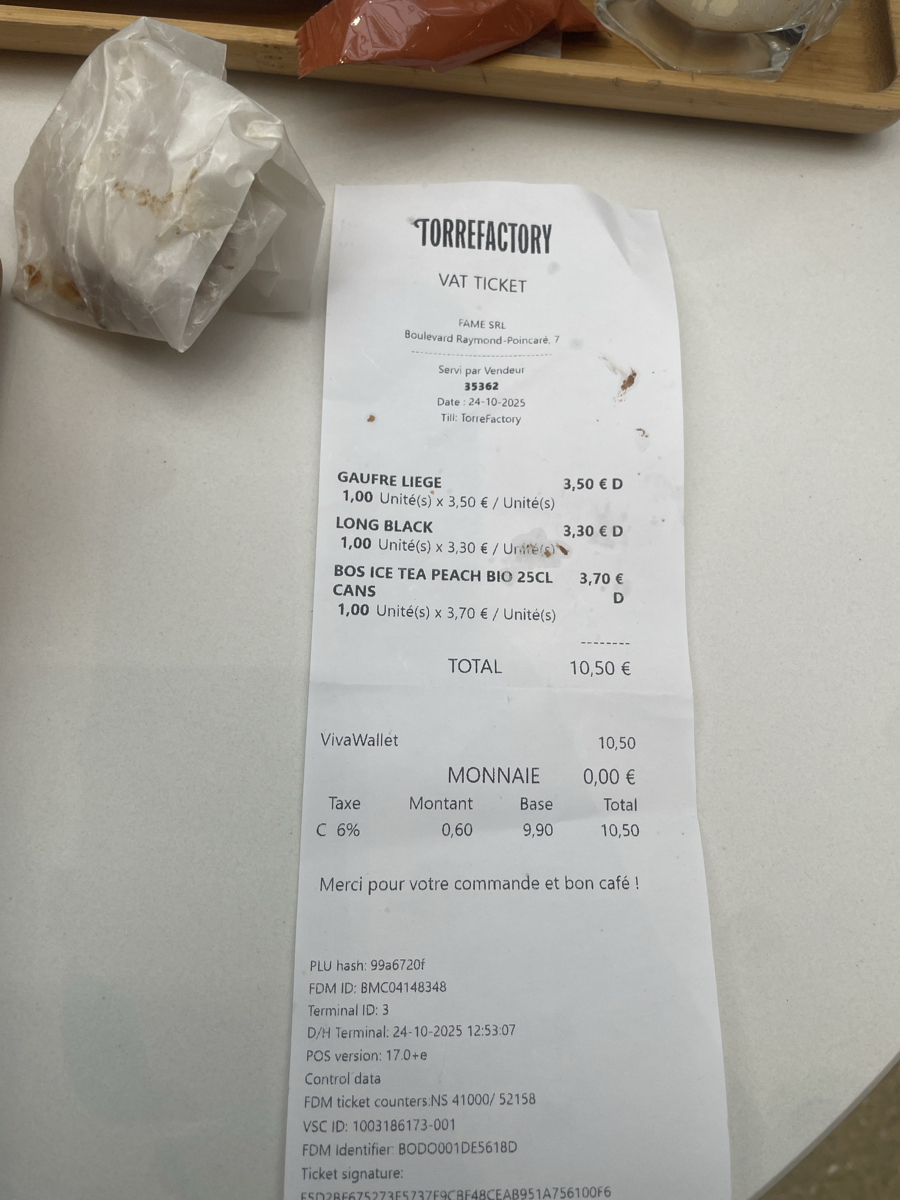 TORREFACTORY
VAT TICKET
FAME SRL
Boulevard Raymond-Poincaré, 7
--------------------------------
Servi par Vendeur
35362
Date : 24-10-2025
Till: TorreFactory
GAUFRE LIEGE 3,50 € D
1,00 Unité(s) x 3,50 € / Unité(s)
LONG BLACK 3,30 € D
1,00 Unité(s) x 3,30 € / Unité(s)
BOS ICE TEA PEACH BIO 25CL 3,70 €
CANS D
1,00 Unité(s) x 3,70 € / Unité(s)
--------
TOTAL 10,50 €
VivaWallet 10,50
MONNAIE 0,00 €
Taxe Montant Base Total
C 6% 0,60 9,90 10,50
Merci pour votre commande et bon café !
PLU hash: 99a6720f
FDM ID: BMC04148348
Terminal ID: 3
D/H Terminal: 24-10-2025 12:53:07
POS version: 17.0+e
Control data
FDM ticket counters:NS 41000/ 52158
VSC ID: 1003186173-001
FDM Identifier: BODO001DE5618D
Ticket signature: